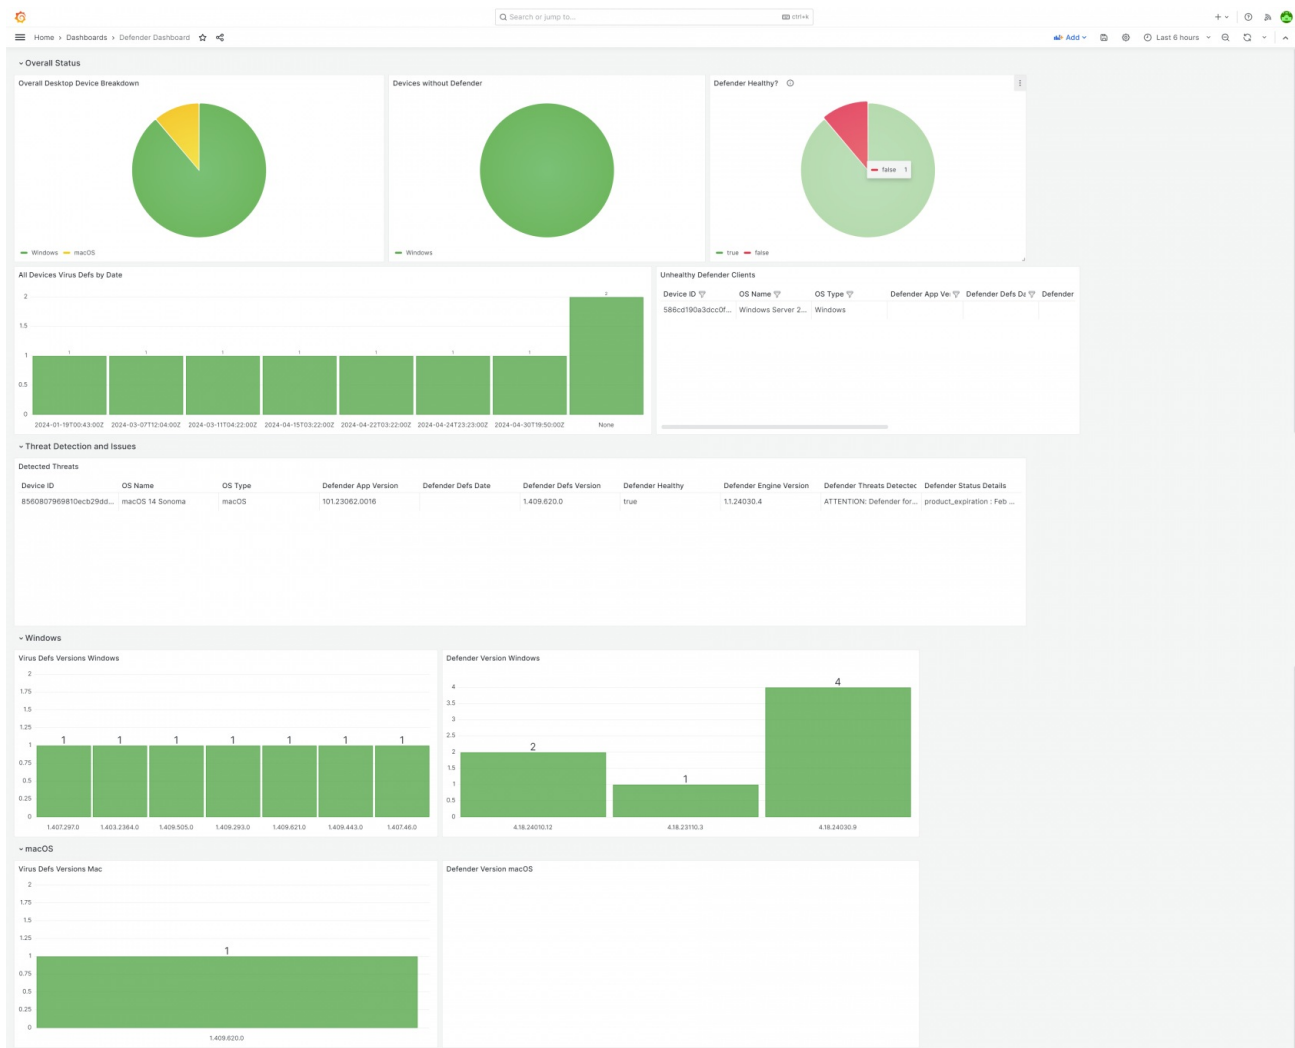 Search or jump to...
ctrl+k
Home › Dashboards › Defender Dashboard
Add
Last 6 hours
Overall Status
Overall Desktop Device Breakdown
Windows
macOS
Devices without Defender
Windows
Defender Healthy?
false 1
true
false
All Devices Virus Defs by Date
2
1.5
1
0.5
0
1 1 1 1 1 1 1 2
2024-01-19T00:43:00Z 2024-03-07T12:04:00Z 2024-03-11T04:22:00Z 2024-04-15T03:22:00Z 2024-04-22T03:22:00Z 2024-04-24T23:23:00Z 2024-04-30T19:50:00Z None
Unhealthy Defender Clients
Device ID OS Name OS Type Defender App Ve Defender Defs Da Defender
586cd190a3dcc0f... Windows Server 2... Windows
Threat Detection and Issues
Detected Threats
Device ID OS Name OS Type Defender App Version Defender Defs Date Defender Defs Version Defender Healthy Defender Engine Version Defender Threats Detected Defender Status Details
8560807969810ecb29dd... macOS 14 Sonoma macOS 101.23062.0016 1.409.620.0 true 1.1.24030.4 ATTENTION: Defender for... product_expiration : Feb ...
Windows
Virus Defs Versions Windows
2
1.75
1.5
1.25
1
0.75
0.5
0.25
0
1 1 1 1 1 1 1
1.407.297.0 1.403.2364.0 1.409.505.0 1.409.293.0 1.409.621.0 1.409.443.0 1.407.46.0
Defender Version Windows
4
3.5
3
2.5
2
1.5
1
0.5
0
2 1 4
4.18.24010.12 4.18.23110.3 4.18.24030.9
macOS
Virus Defs Versions Mac
2
1.75
1.5
1.25
1
0.75
0.5
0.25
0
1
1.409.620.0
Defender Version macOS